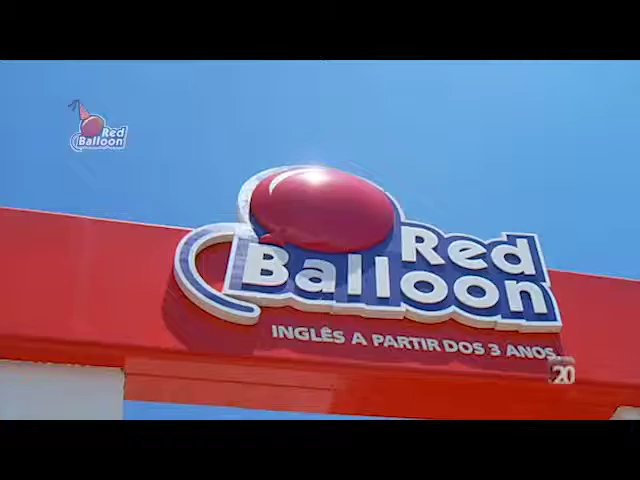 Red
Balloon
Red
Balloon
INGLÊS A PARTIR DOS 3 ANOS
20